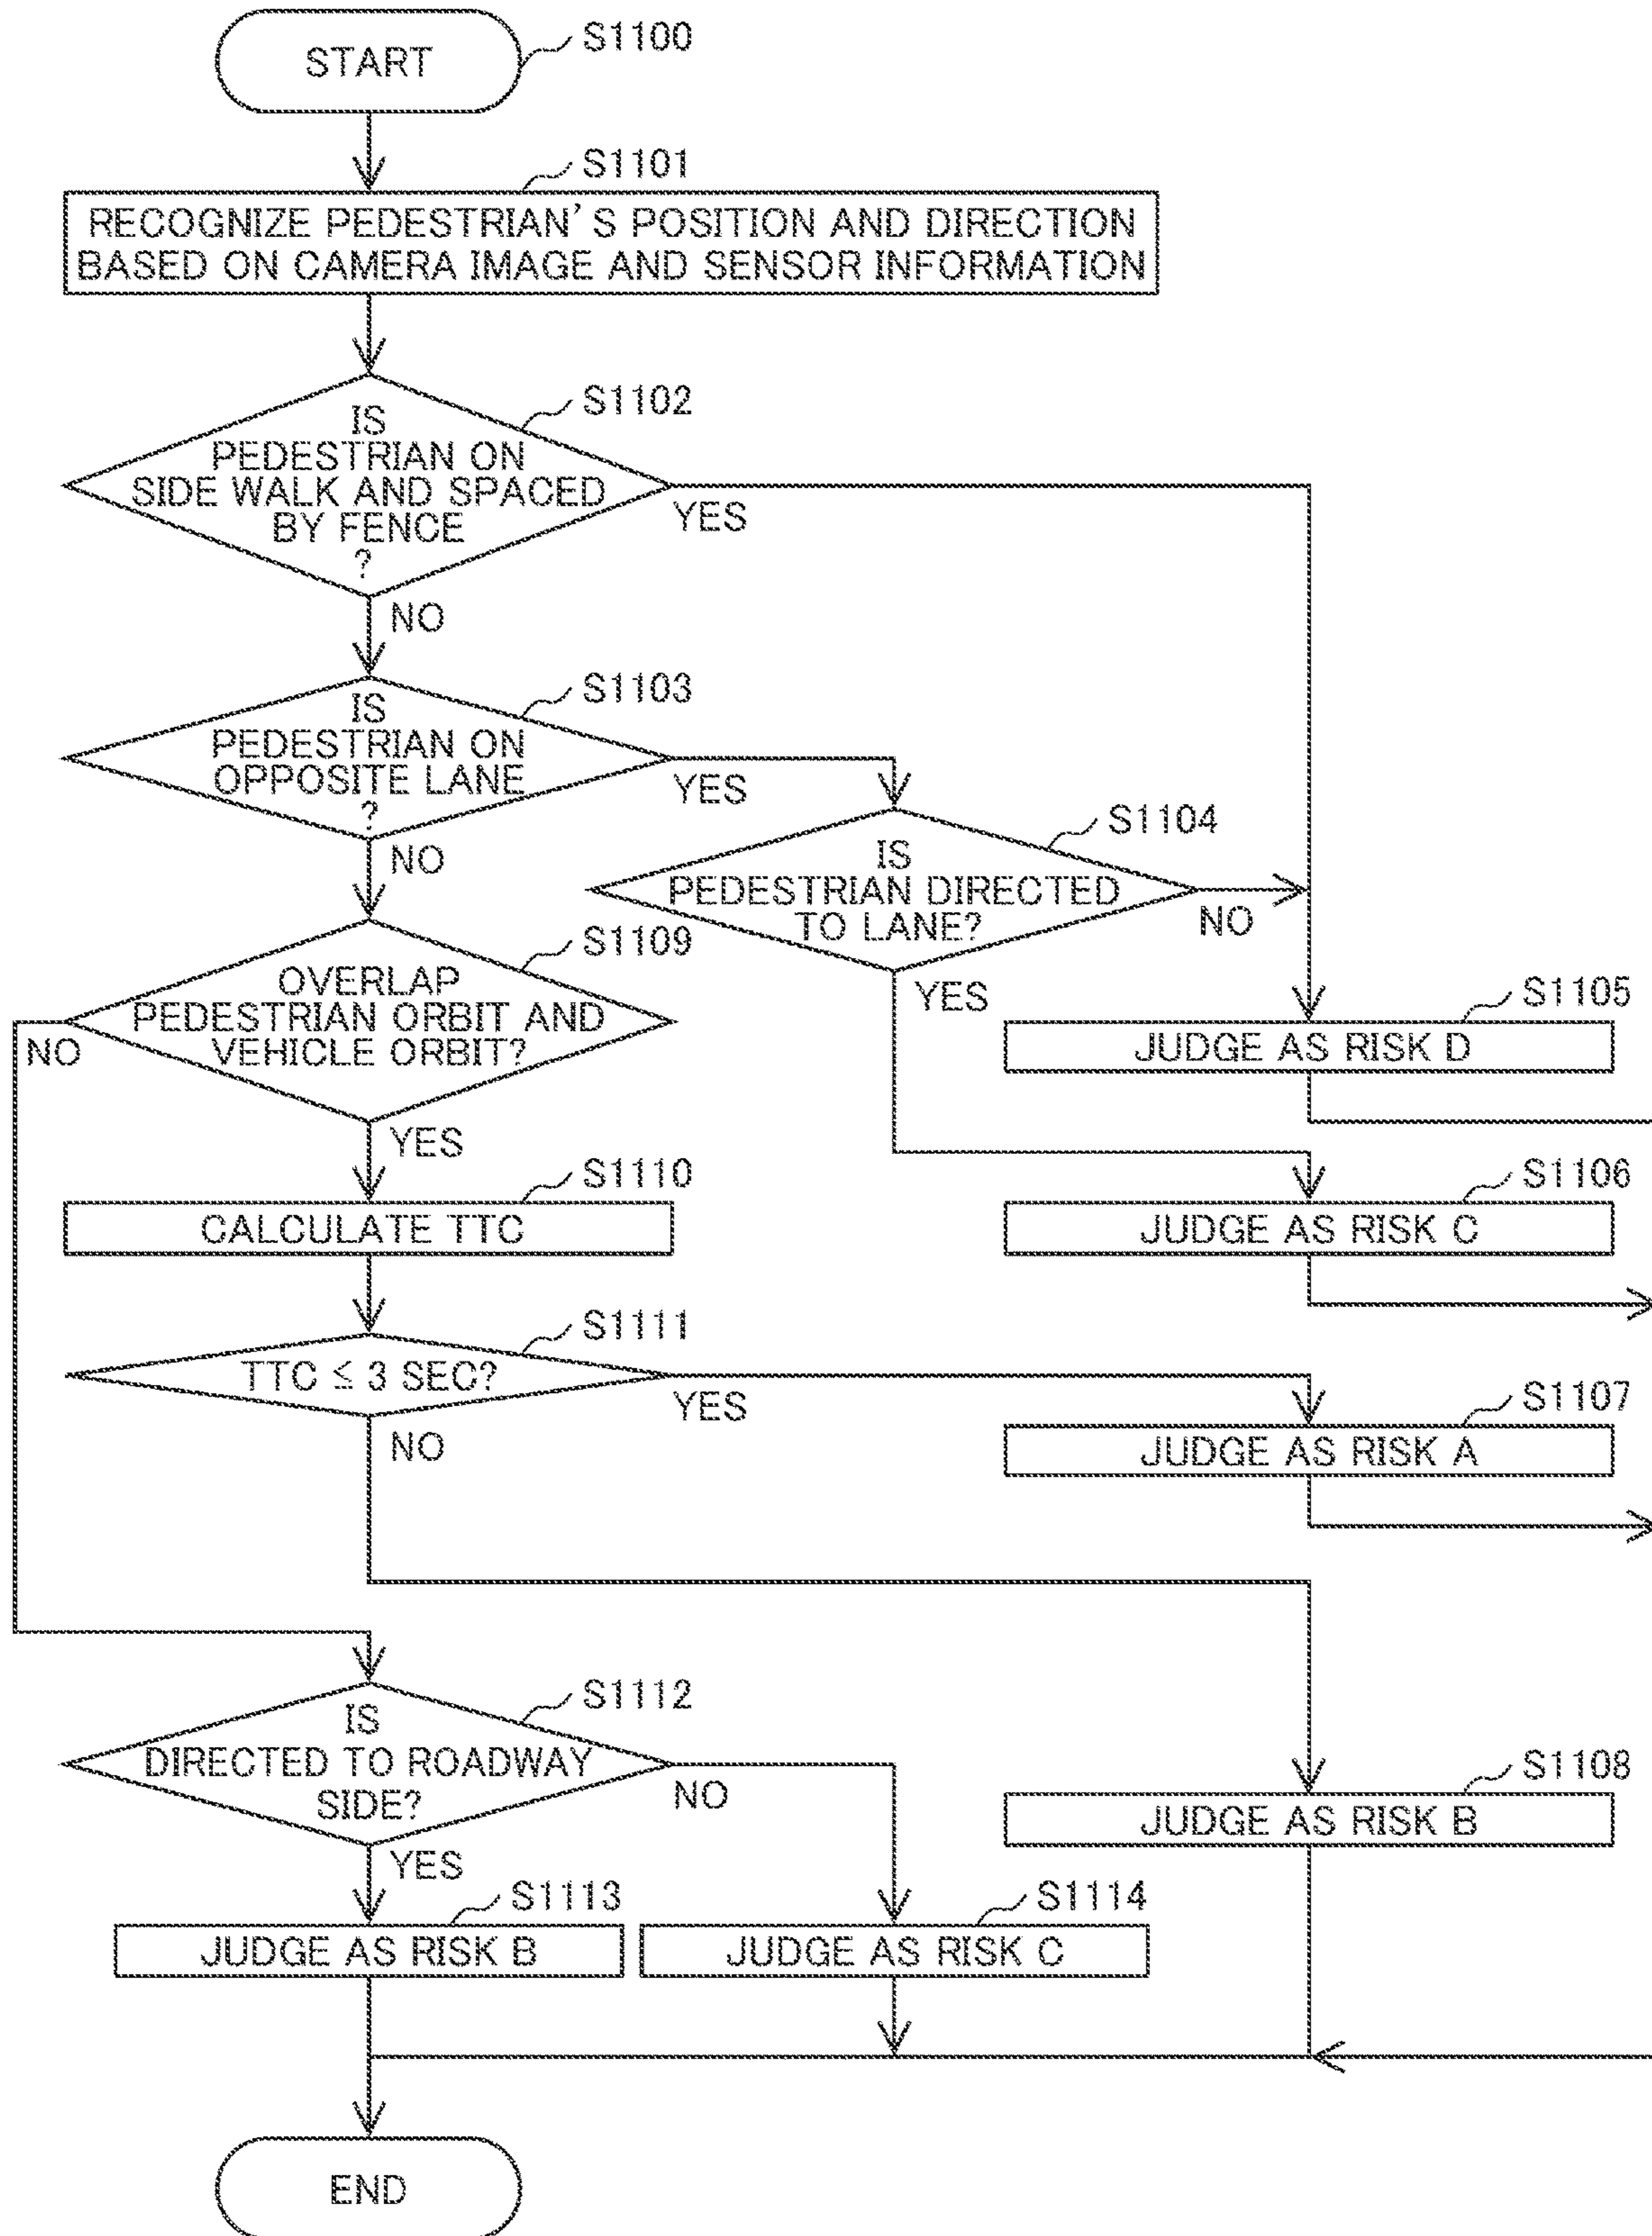 START
S1100
S1101
RECOGNIZE PEDESTRIAN'S POSITION AND DIRECTION
BASED ON CAMERA IMAGE AND SENSOR INFORMATION
S1102
IS
PEDESTRIAN ON
SIDE WALK AND SPACED
BY FENCE
?
YES
NO
S1103
IS
PEDESTRIAN ON
OPPOSITE LANE
?
YES
NO
S1104
IS
PEDESTRIAN DIRECTED
TO LANE?
NO
YES
S1109
OVERLAP
PEDESTRIAN ORBIT AND
VEHICLE ORBIT?
NO
YES
S1105
JUDGE AS RISK D
S1110
CALCULATE TTC
S1106
JUDGE AS RISK C
S1111
TTC ≦ 3 SEC?
YES
NO
S1107
JUDGE AS RISK A
S1112
IS
DIRECTED TO ROADWAY
SIDE?
NO
YES
S1108
JUDGE AS RISK B
S1113
JUDGE AS RISK B
S1114
JUDGE AS RISK C
END